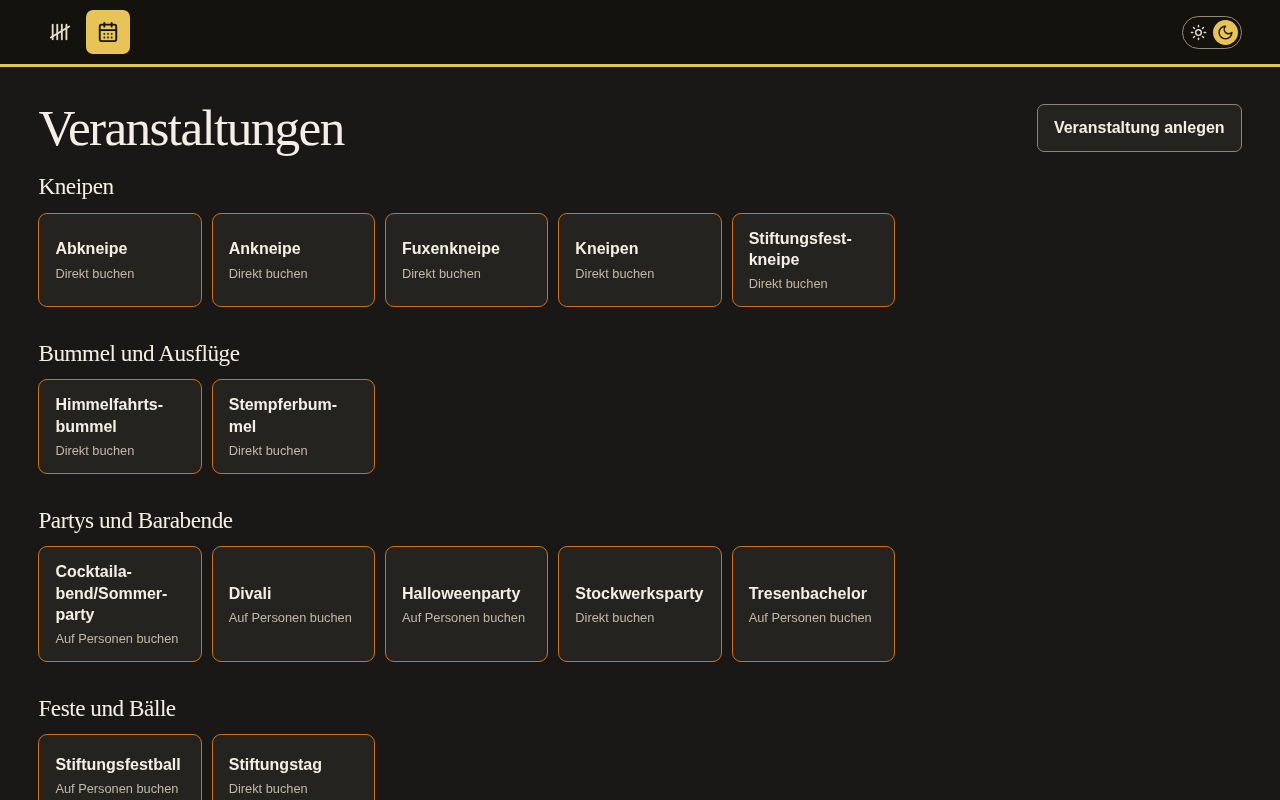 Veranstaltungen
Veranstaltung anlegen
Kneipen
Abkneipe
Direkt buchen
Ankneipe
Direkt buchen
Fuxenkneipe
Direkt buchen
Kneipen
Direkt buchen
Stiftungsfest-
kneipe
Direkt buchen
Bummel und Ausflüge
Himmelfahrts-
bummel
Direkt buchen
Stempferbum-
mel
Direkt buchen
Partys und Barabende
Cocktaila-
bend/Sommer-
party
Auf Personen buchen
Divali
Auf Personen buchen
Halloweenparty
Auf Personen buchen
Stockwerksparty
Direkt buchen
Tresenbachelor
Auf Personen buchen
Feste und Bälle
Stiftungsfestball
Auf Personen buchen
Stiftungstag
Direkt buchen